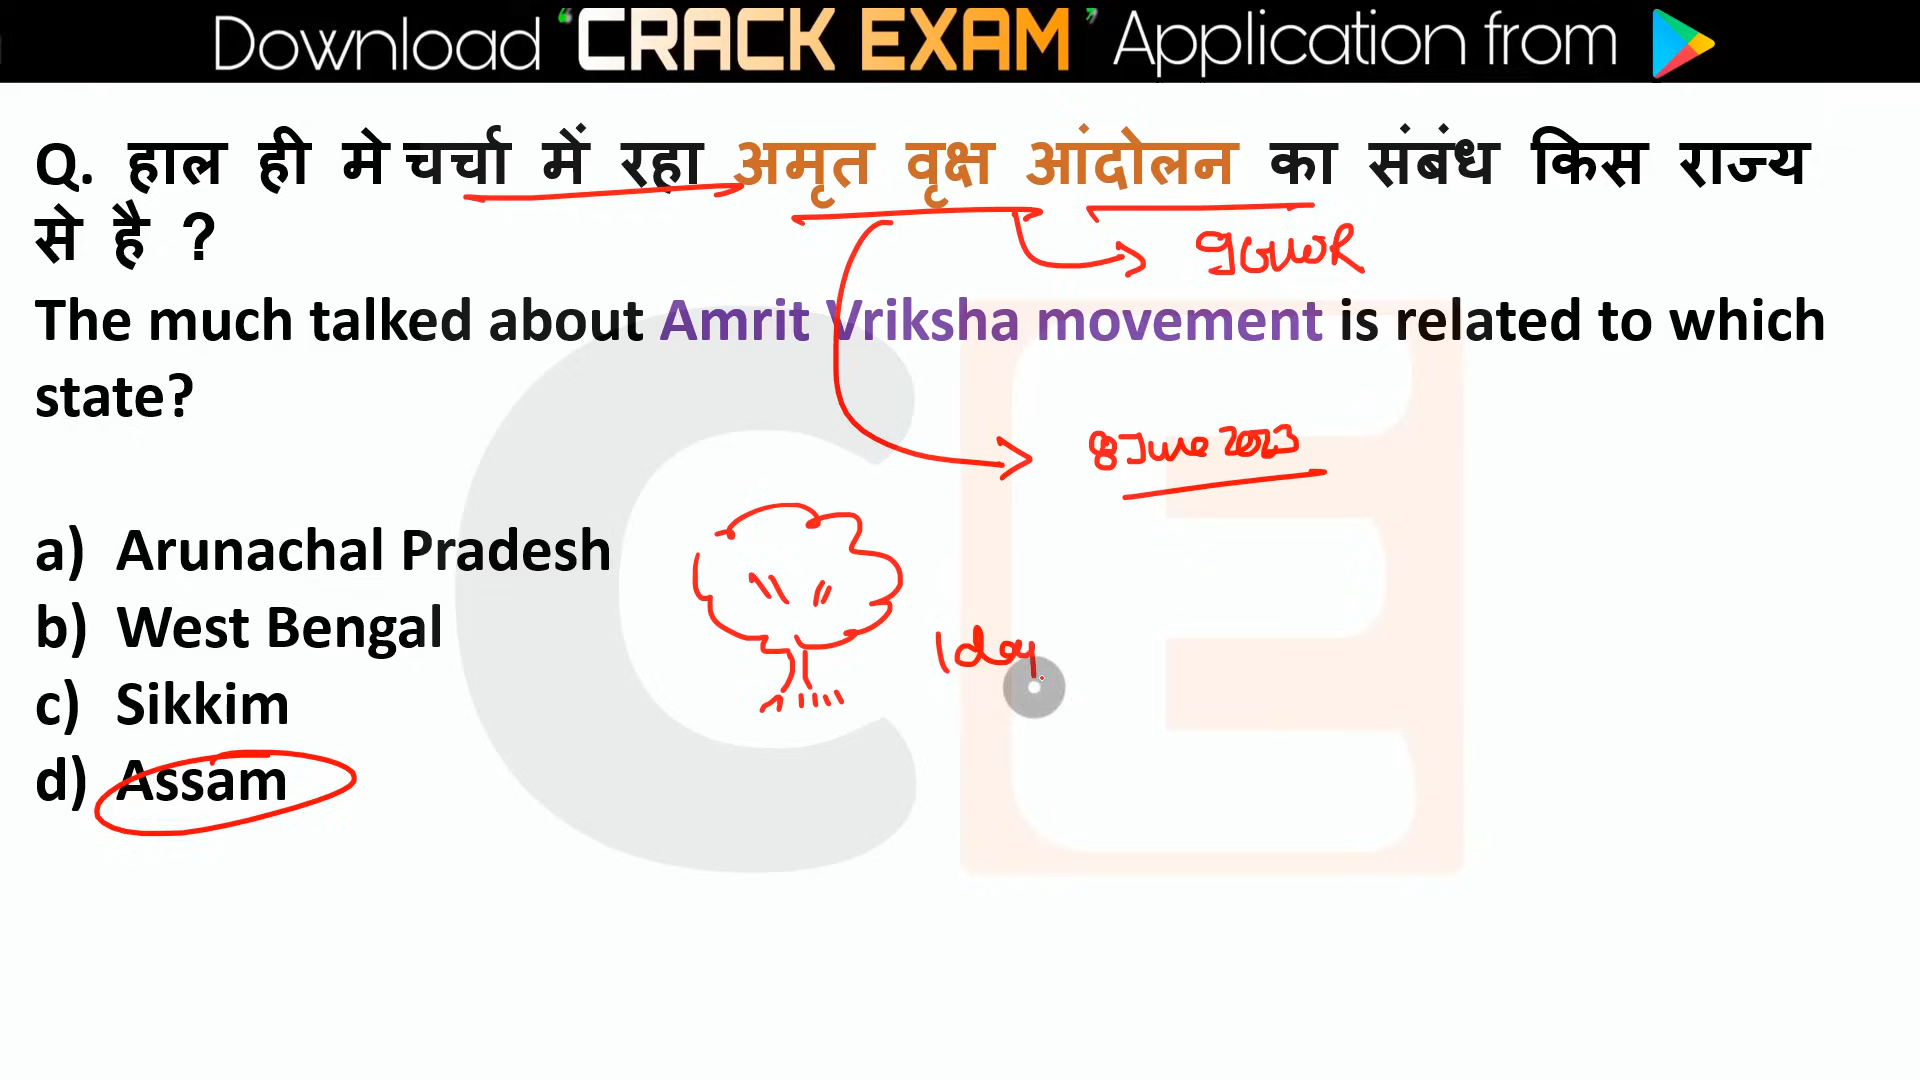 Download “CRACK EXAM” Application from
Q. हाल ही मे चर्चा में रहा अमृत वृक्ष आंदोलन का संबंध किस राज्य
से है ?
The much talked about Amrit Vriksha movement is related to which
state?
8 June 2023
a) Arunachal Pradesh
b) West Bengal
1 day
c) Sikkim
d) Assam
CE